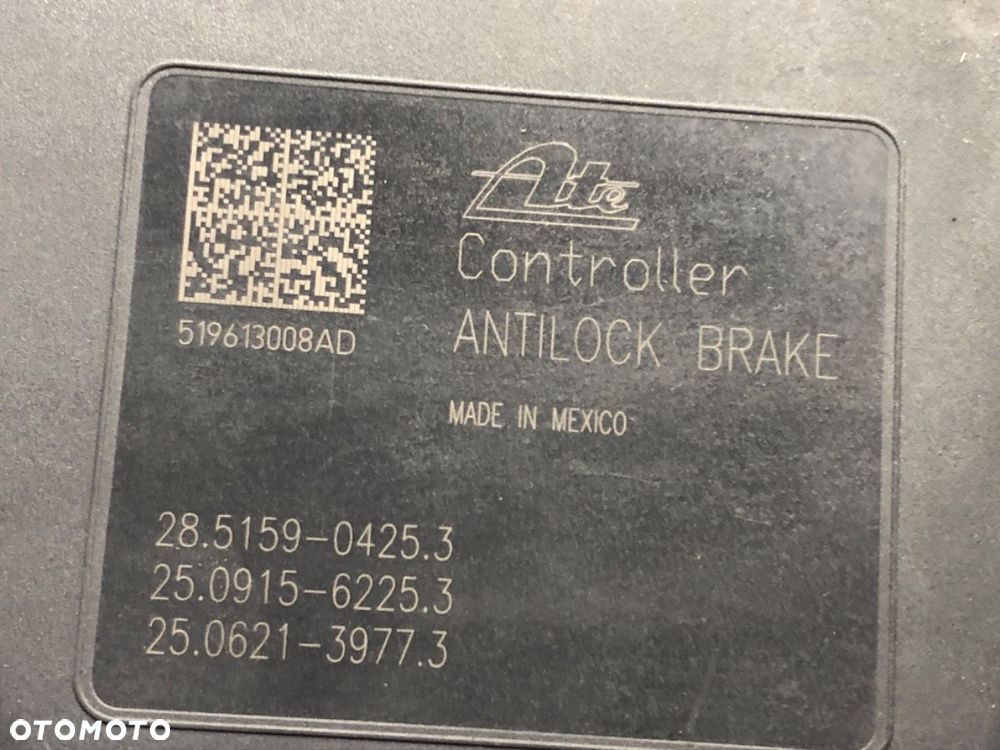 Ate
Controller
519613008AD
ANTILOCK BRAKE
MADE IN MEXICO
28.5159-0425.3
25.0915-6225.3
25.0621-3977.3
OTOMOTO